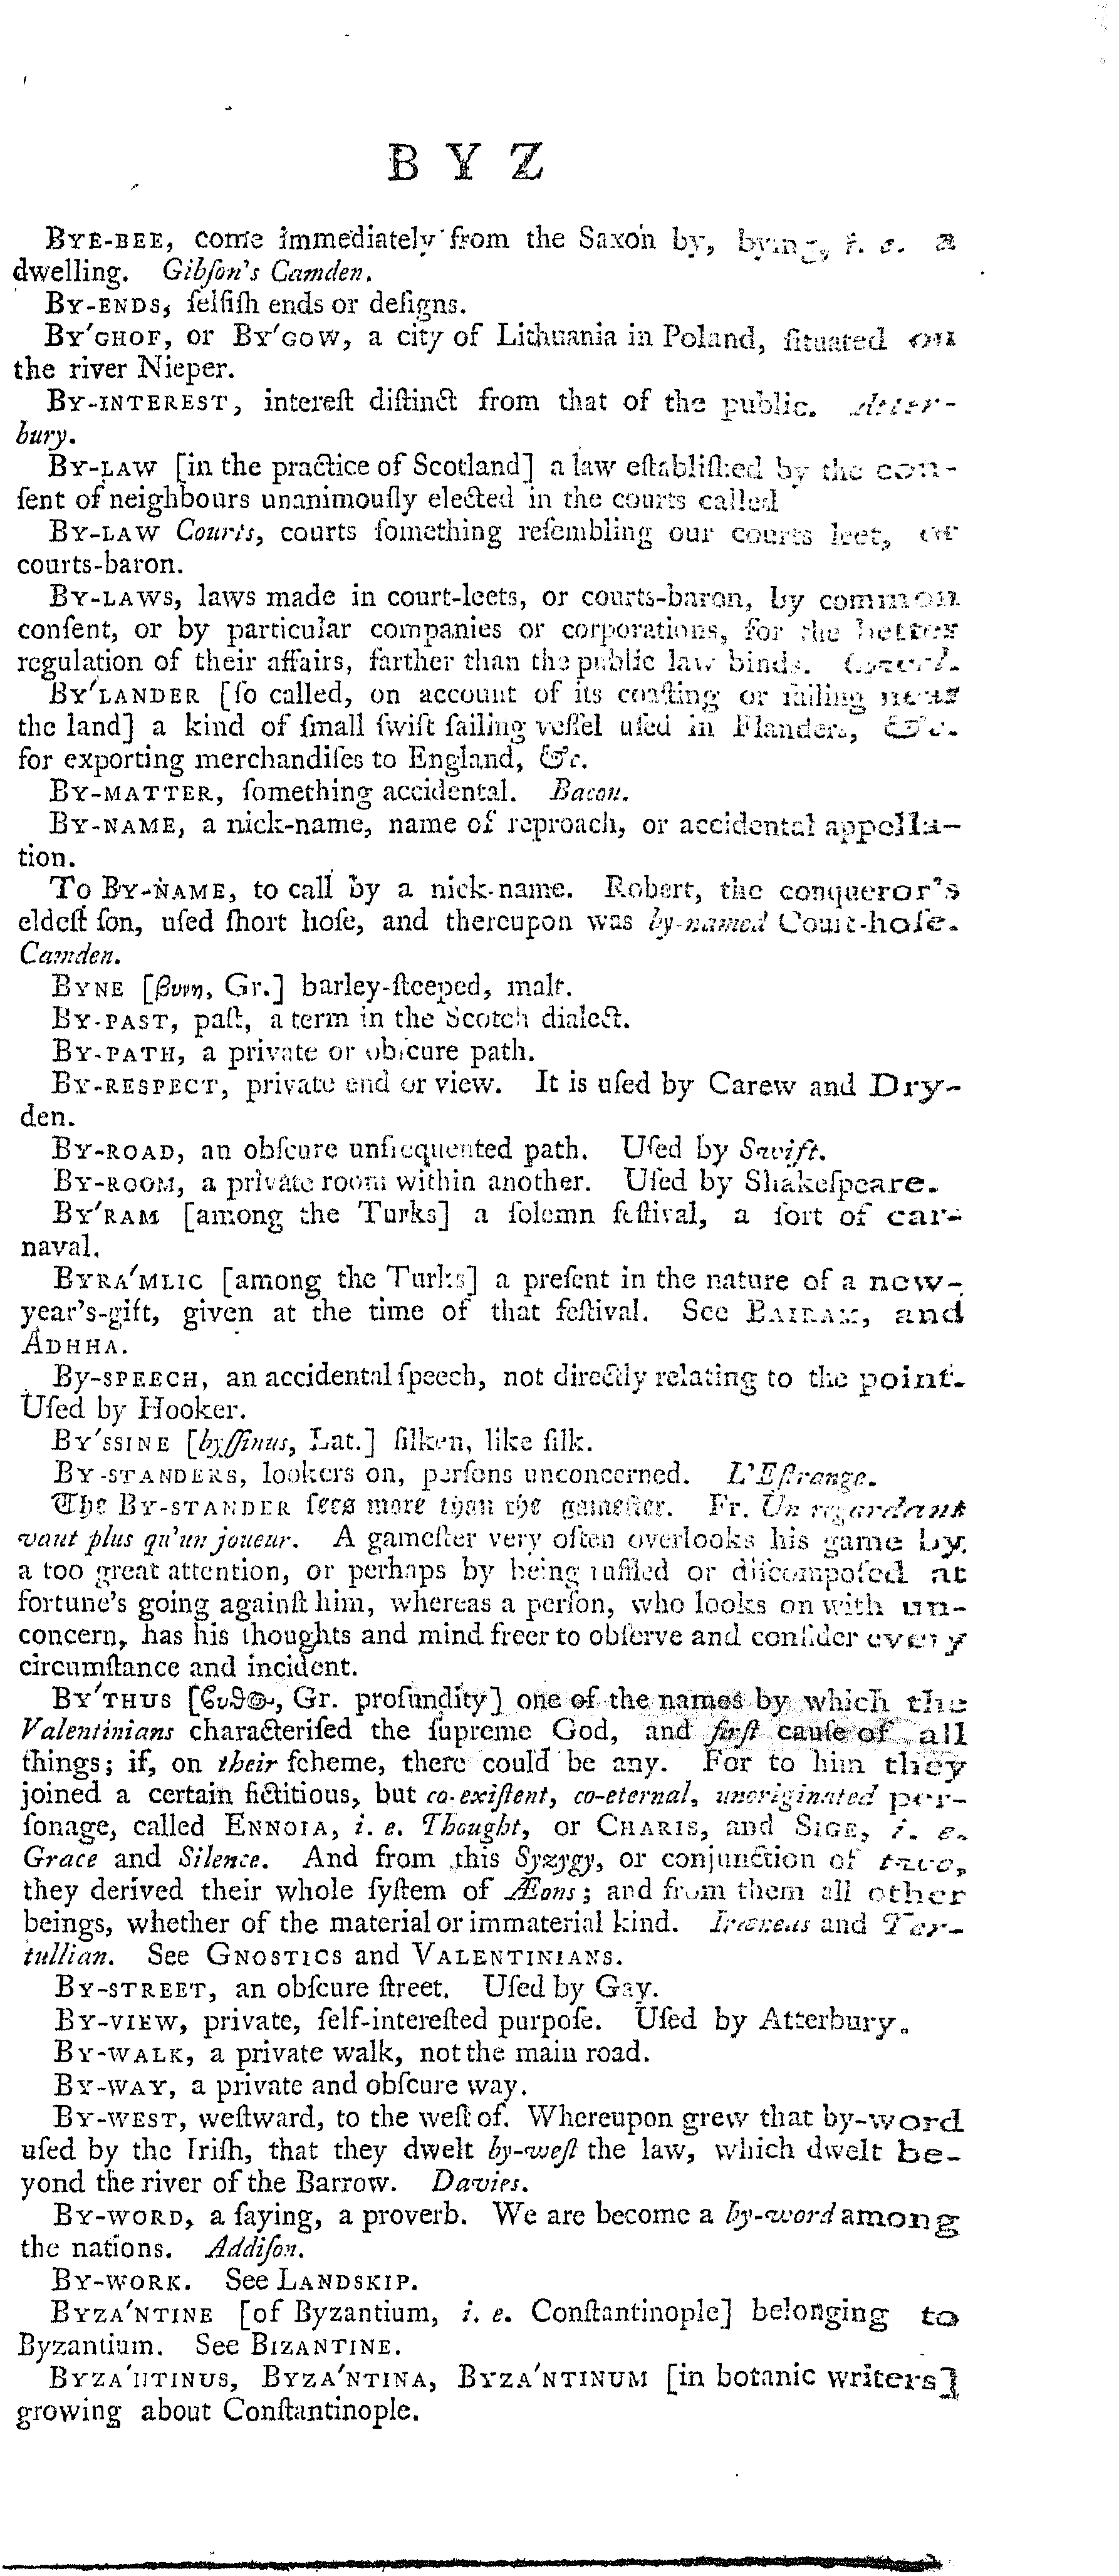 B Y Z
BYE-BEE, come immediately from the Saxon by, bying, i. e. a
dwelling. Gibſon's Camden.
BY-ENDS, ſelfiſh ends or deſigns.
BY'GHOF, or BY'GOW, a city of Lithuania in Poland, ſituated on
the river Nieper.
BY-INTEREST, intereſt diſtinct from that of the public. Atter-
bury.
BY-LAW [in the practice of Scotland] a law eſtabliſhed by the con-
ſent of neighbours unanimouſly elected in the courts called
BY-LAW Courts, courts ſomething reſembling our courts leet, or
courts-baron.
BY-LAWS, laws made in court-leets, or courts-baron, by common
conſent, or by particular companies or corporations, for the better
regulation of their affairs, farther than the public law binds. Cowel.
BY'LANDER [ſo called, on account of its coaſting or ſailing near
the land] a kind of ſmall ſwift ſailing veſſel uſed in Flanders, &c.
for exporting merchandiſes to England, &c.
BY-MATTER, ſomething accidental. Bacon.
BY-NAME, a nick-name, name of reproach, or accidental appella-
tion.
To BY-NAME, to call by a nick-name. Robert, the conqueror's
eldeſt ſon, uſed ſhort hoſe, and thereupon was by-named Court-hoſe.
Camden.
BYNE [βυνη, Gr.] barley-ſteeped, malt.
BY-PAST, paſt, a term in the Scotch dialect.
BY-PATH, a private or obſcure path.
BY-RESPECT, private end or view. It is uſed by Carew and Dry-
den.
BY-ROAD, an obſcure unfrequented path. Uſed by Swift.
BY-ROOM, a private room within another. Uſed by Shakeſpeare.
BY'RAM [among the Turks] a ſolemn feſtival, a ſort of car-
naval.
BYRA'MLIC [among the Turks] a preſent in the nature of a new-
year's-gift, given at the time of that feſtival. See BAIRAM, and
ADHHA.
By-SPEECH, an accidental ſpeech, not directly relating to the point.
Uſed by Hooker.
BY'SSINE [byſſinus, Lat.] ſilken, like ſilk.
BY-STANDERS, lookers on, perſons unconcerned. L'Eſtrange.
The BY-STANDER ſees more than the gameſter. Fr. Un regardant
vaut plus qu'un joueur. A gameſter very often overlooks his game by
a too great attention, or perhaps by being ruffled or diſcompoſed at
fortune's going againſt him, whereas a perſon, who looks on with un-
concern, has his thoughts and mind freer to obſerve and conſider every
circumſtance and incident.
BY'THUS [ϐυϑ&, Gr. profundity] one of the names by which the
Valentinians characteriſed the ſupreme God, and firſt cauſe of all
things; if, on their ſcheme, there could be any. For to him they
joined a certain fictitious, but co-exiſtent, co-eternal, unoriginated per-
ſonage, called ENNOIA, i. e. Thought, or CHARIS, and SIGE, i. e.
Grace and Silence. And from this Syzygy, or conjunction of two,
they derived their whole ſyſtem of Æons; and from them all other
beings, whether of the material or immaterial kind. Irenæus and Ter-
tullian. See GNOSTICS and VALENTINIANS.
BY-STREET, an obſcure ſtreet. Uſed by Gay.
BY-VIEW, private, ſelf-intereſted purpoſe. Uſed by Atterbury.
BY-WALK, a private walk, not the main road.
BY-WAY, a private and obſcure way.
BY-WEST, weſtward, to the weſt of. Whereupon grew that by-word
uſed by the Iriſh, that they dwelt by-weſt the law, which dwelt be-
yond the river of the Barrow. Davies.
BY-WORD, a ſaying, a proverb. We are become a by-word among
the nations. Addiſon.
BY-WORK. See LANDSKIP.
BYZA'NTINE [of Byzantium, i. e. Conſtantinople] belonging to
Byzantium. See BIZANTINE.
BYZA'NTINUS, BYZA'NTINA, BYZA'NTINUM [in botanic writers]
growing about Conſtantinople.